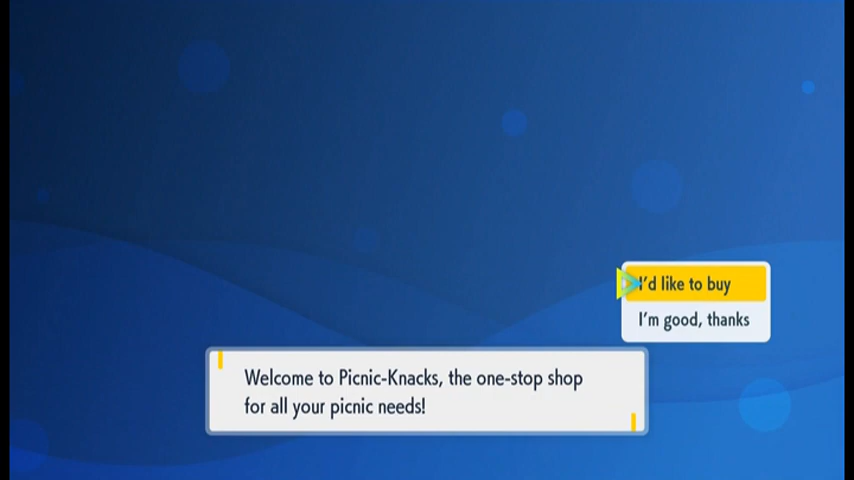 I'd like to buy
I'm good, thanks
Welcome to Picnic-Knacks, the one-stop shop
for all your picnic needs!